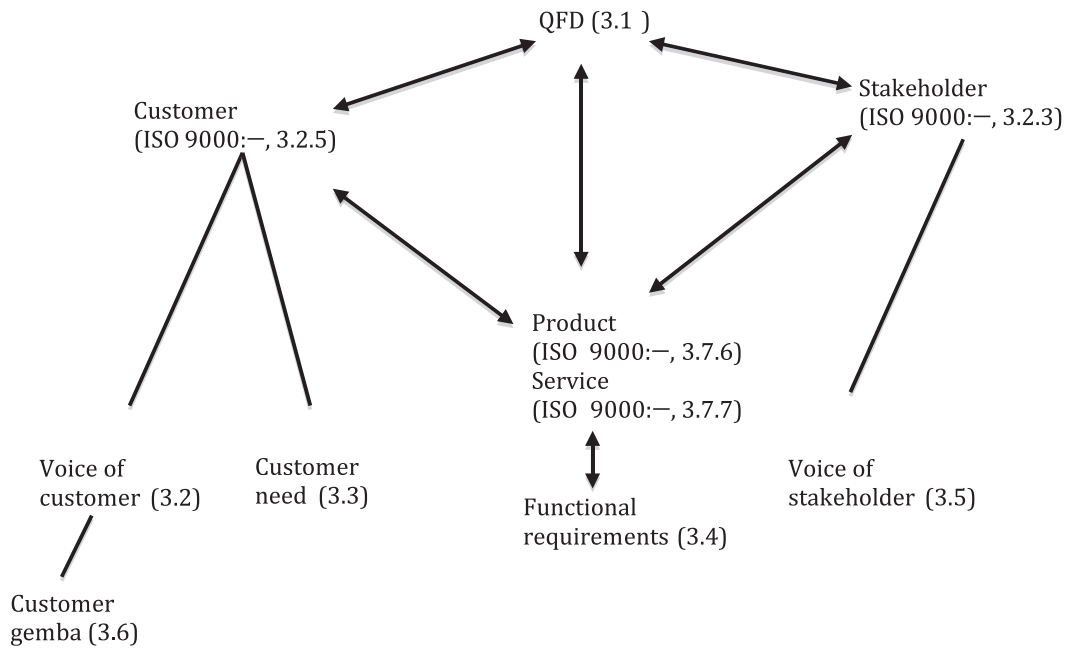 QFD (3.1 )
Customer
(ISO 9000:—, 3.2.5)
Stakeholder
(ISO 9000:—, 3.2.3)
Product
(ISO 9000:—, 3.7.6)
Service
(ISO 9000:—, 3.7.7)
Voice of
customer (3.2)
Customer
need (3.3)
Functional
requirements (3.4)
Voice of
stakeholder (3.5)
Customer
gemba (3.6)